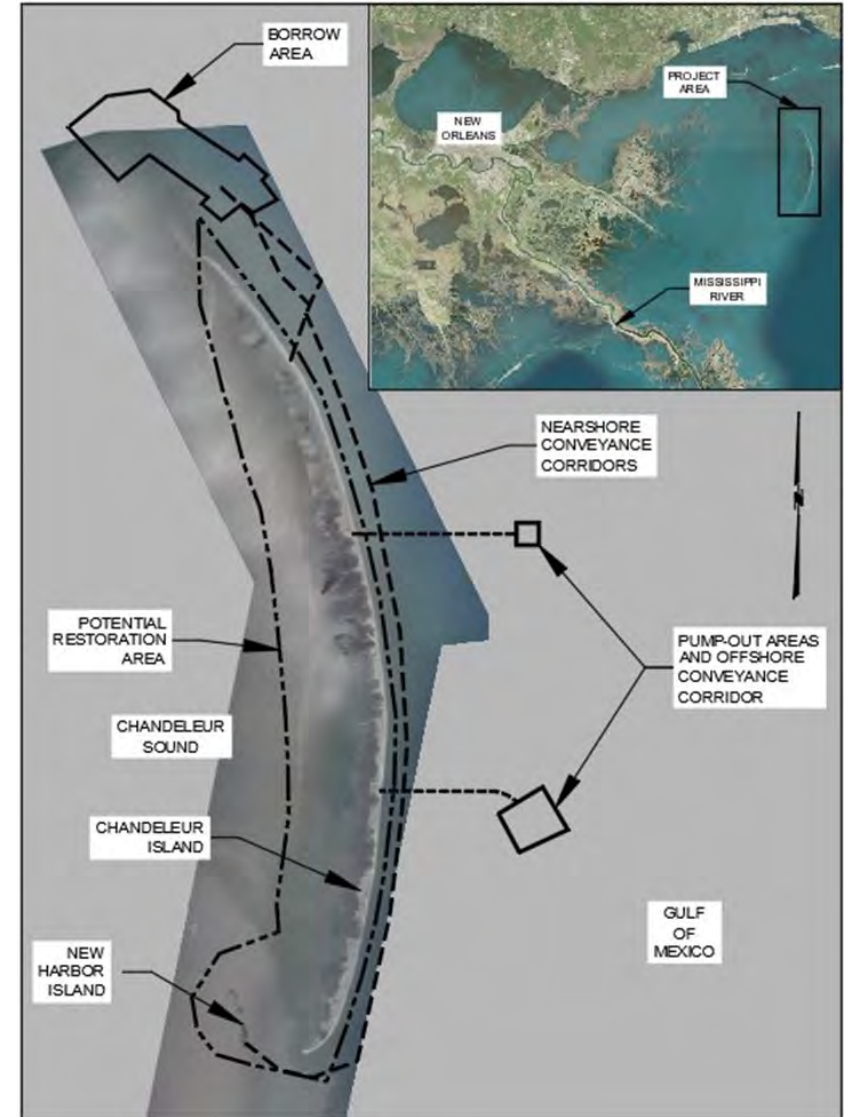 BORROW
AREA
PROJECT
AREA
NEW
ORLEANS
MISSISSIPPI
RIVER
NEARSHORE
CONVEYANCE
CORRIDORS
N
POTENTIAL
RESTORATION
AREA
PUMP-OUT AREAS
AND OFFSHORE
CONVEYANCE
CORRIDOR
CHANDELEUR
SOUND
CHANDELEUR
ISLAND
GULF
OF
MEXICO
NEW
HARBOR
ISLAND